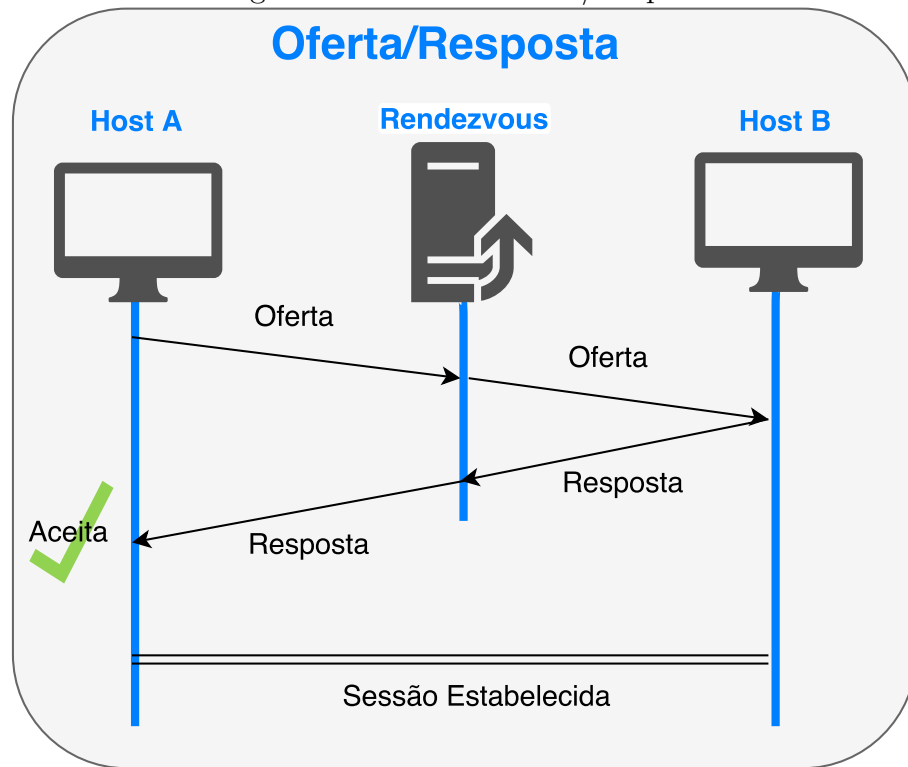 Oferta/Resposta
Host A
Rendezvous
Host B
Oferta
Oferta
Resposta
Aceita
Resposta
Sessão Estabelecida